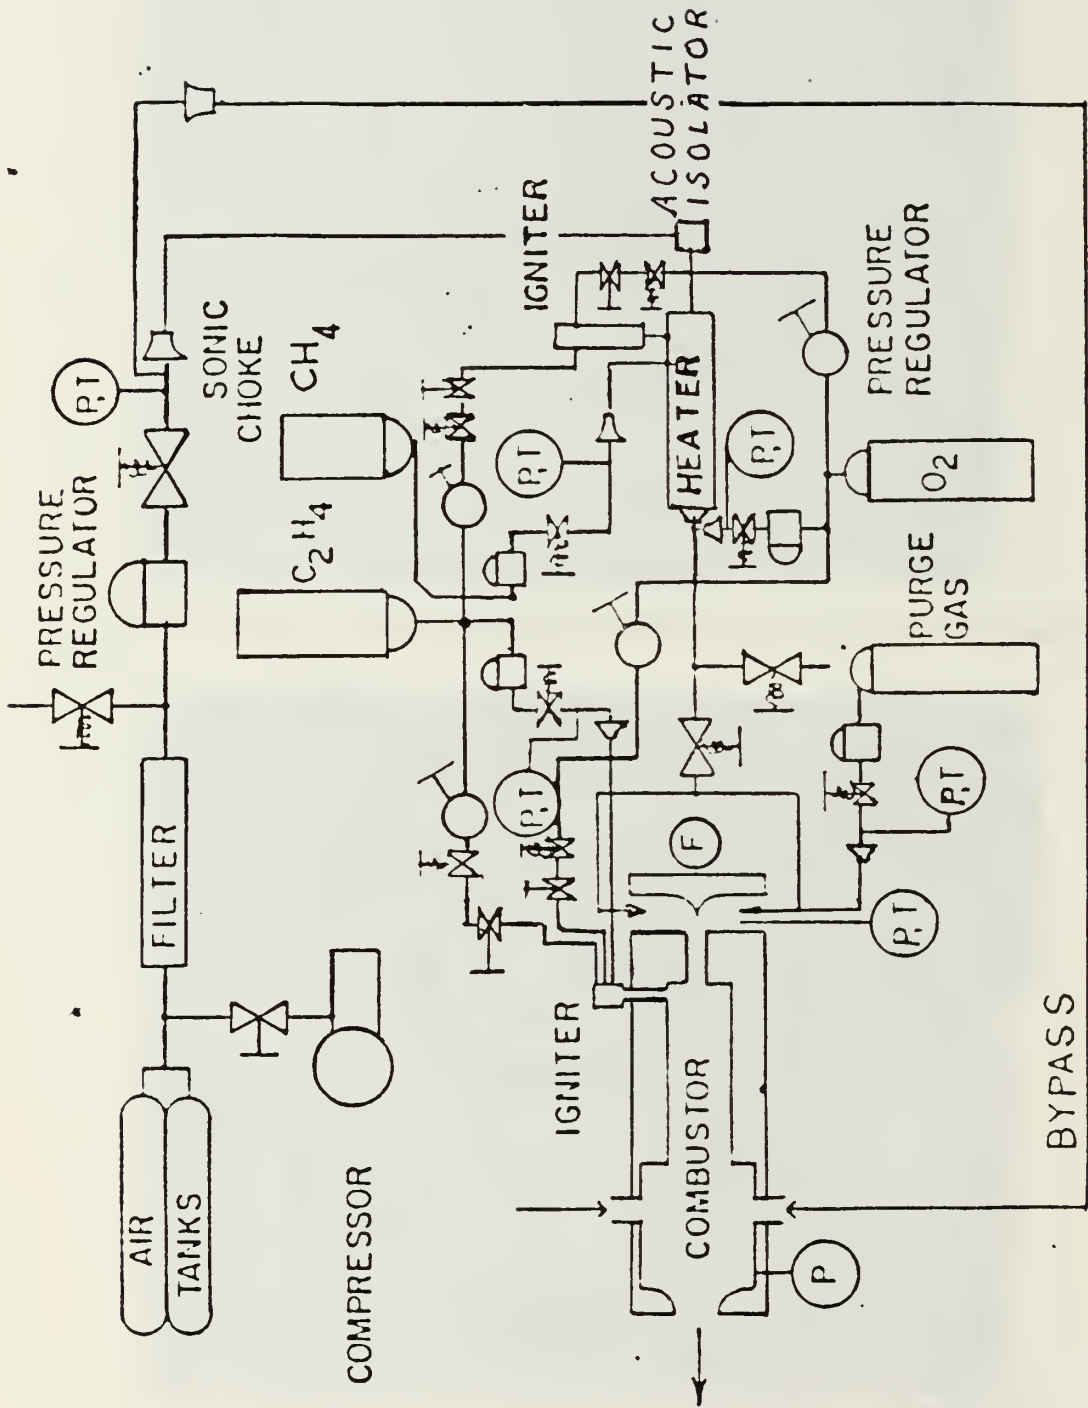 AIR
TANKS
COMPRESSOR
FILTER
PRESSURE
REGULATOR
P,T
SONIC
CHOKE
CH4
C2H4
IGNITER
ACOUSTIC
ISOLATOR
P,T
HEATER
P,T
PRESSURE
REGULATOR
O2
PURGE
GAS
P,T
P,T
F
P,T
IGNITER
COMBUSTOR
P
BYPASS